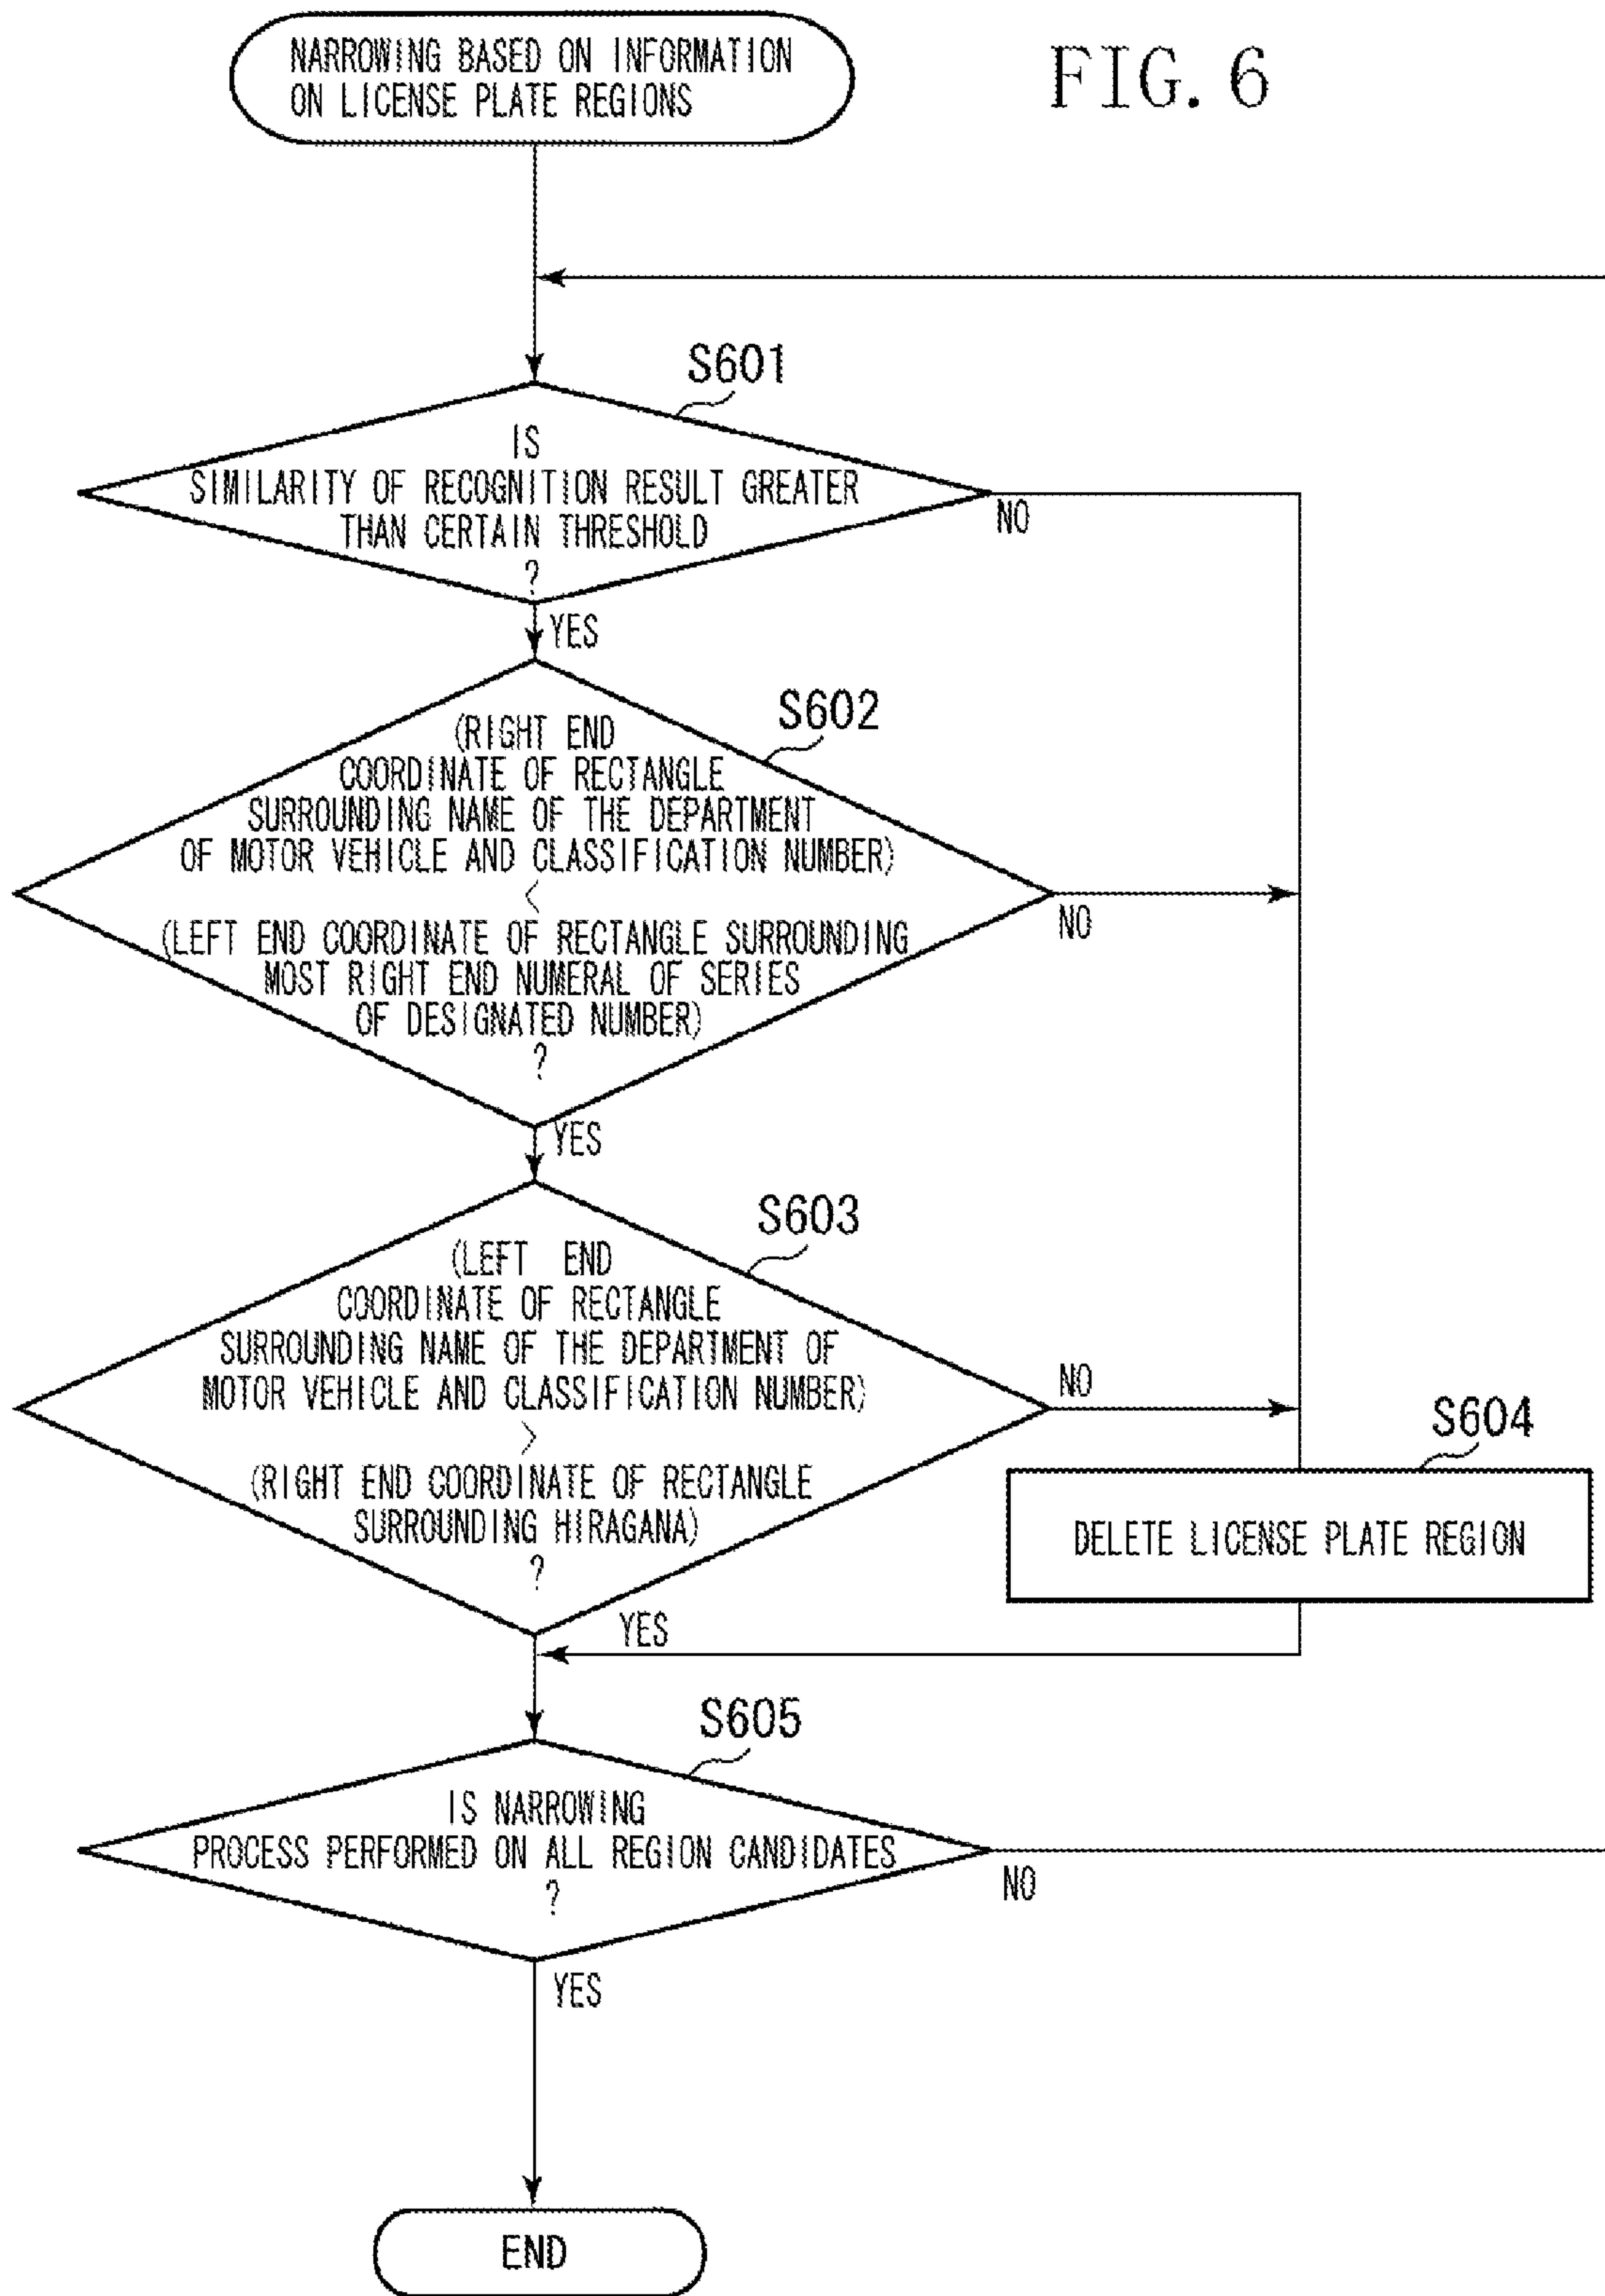 NARROWING BASED ON INFORMATION
ON LICENSE PLATE REGIONS
FIG. 6
S601
IS
SIMILARITY OF RECOGNITION RESULT GREATER
THAN CERTAIN THRESHOLD
?
NO
YES
S602
(RIGHT END
COORDINATE OF RECTANGLE
SURROUNDING NAME OF THE DEPARTMENT
OF MOTOR VEHICLE AND CLASSIFICATION NUMBER)
<
(LEFT END COORDINATE OF RECTANGLE SURROUNDING
MOST RIGHT END NUMERAL OF SERIES
OF DESIGNATED NUMBER)
?
NO
YES
S603
(LEFT END
COORDINATE OF RECTANGLE
SURROUNDING NAME OF THE DEPARTMENT OF
MOTOR VEHICLE AND CLASSIFICATION NUMBER)
>
(RIGHT END COORDINATE OF RECTANGLE
SURROUNDING HIRAGANA)
?
NO
S604
DELETE LICENSE PLATE REGION
YES
S605
IS NARROWING
PROCESS PERFORMED ON ALL REGION CANDIDATES
?
NO
YES
END